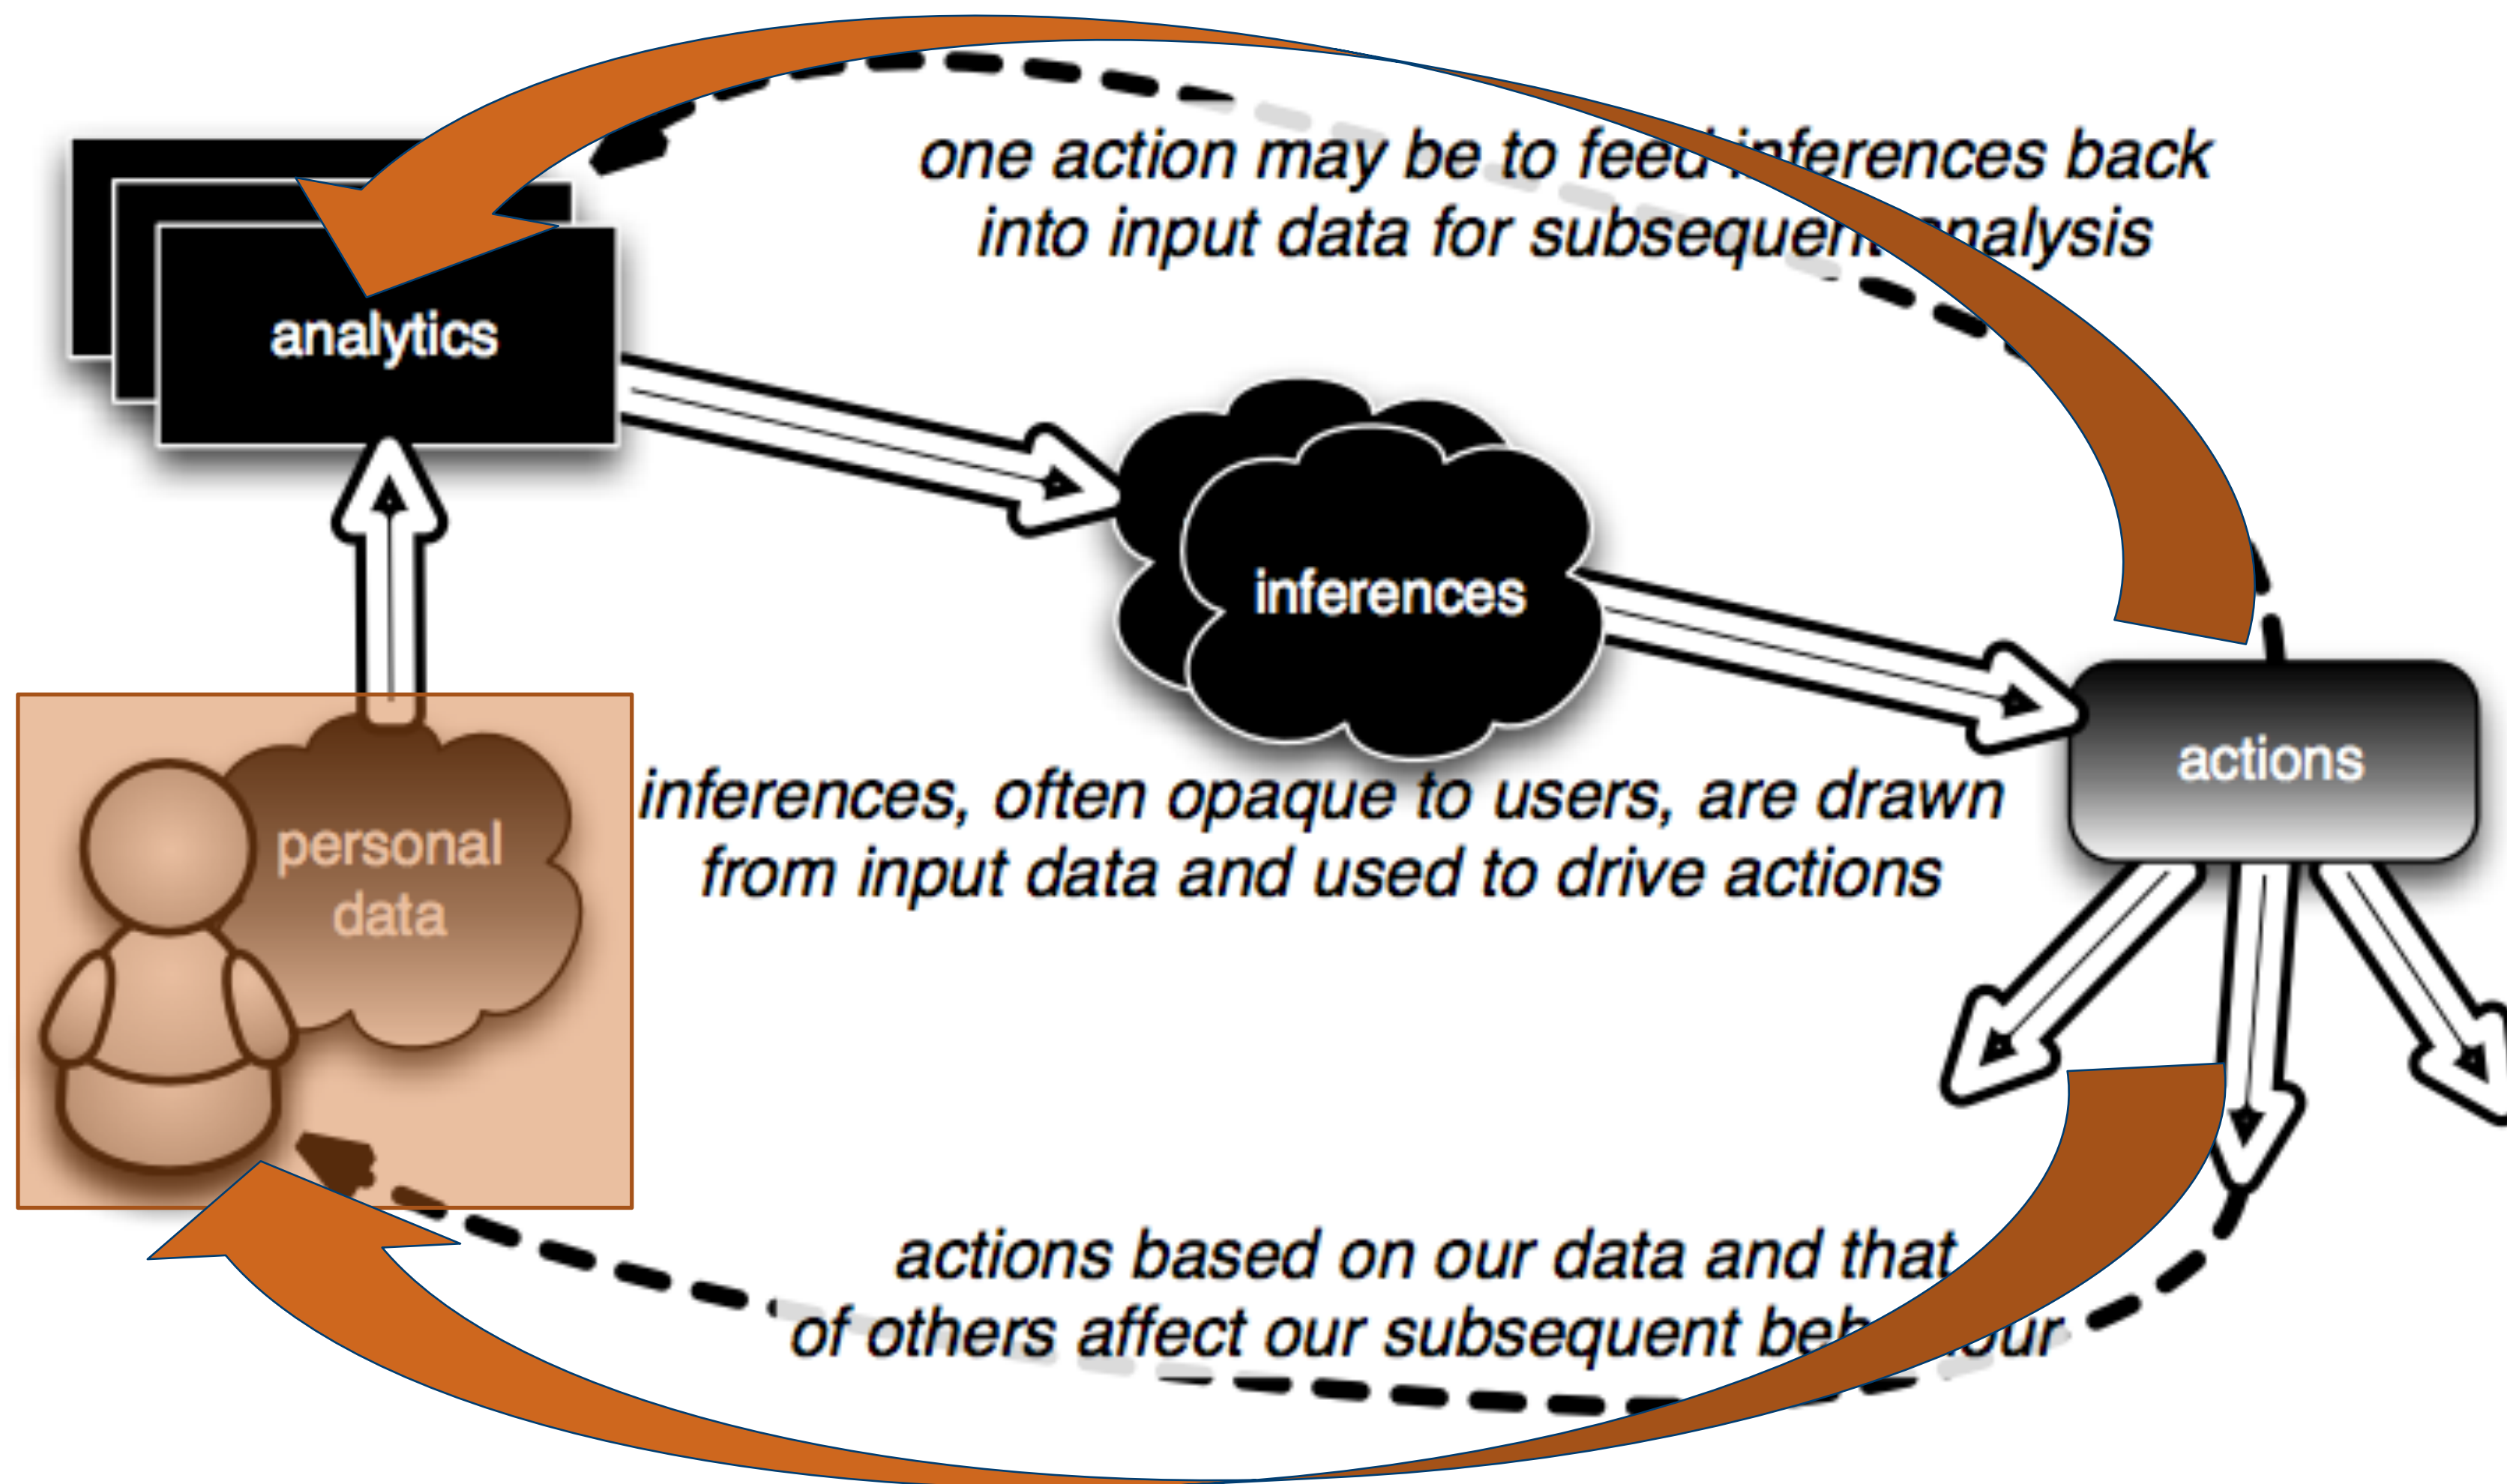 one action may be to feed inferences back
into input data for subsequent analysis
analytics
inferences
actions
personal
data
inferences, often opaque to users, are drawn
from input data and used to drive actions
actions based on our data and that
of others affect our subsequent behaviour